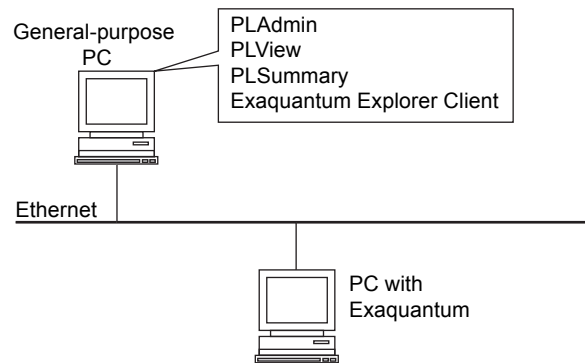 General-purpose
PC
PLAdmin
PLView
PLSummary
Exaquantum Explorer Client
Ethernet
PC with
Exaquantum